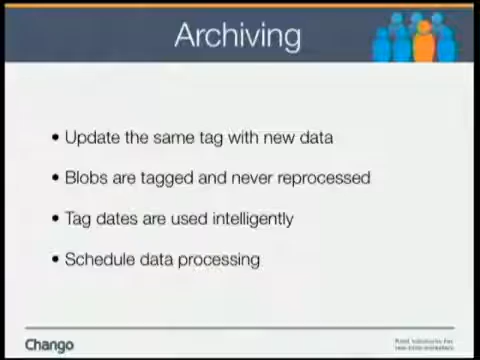 Archiving
• Update the same tag with new data
• Blobs are tagged and never reprocessed
• Tag dates are used intelligently
• Schedule data processing
Chango